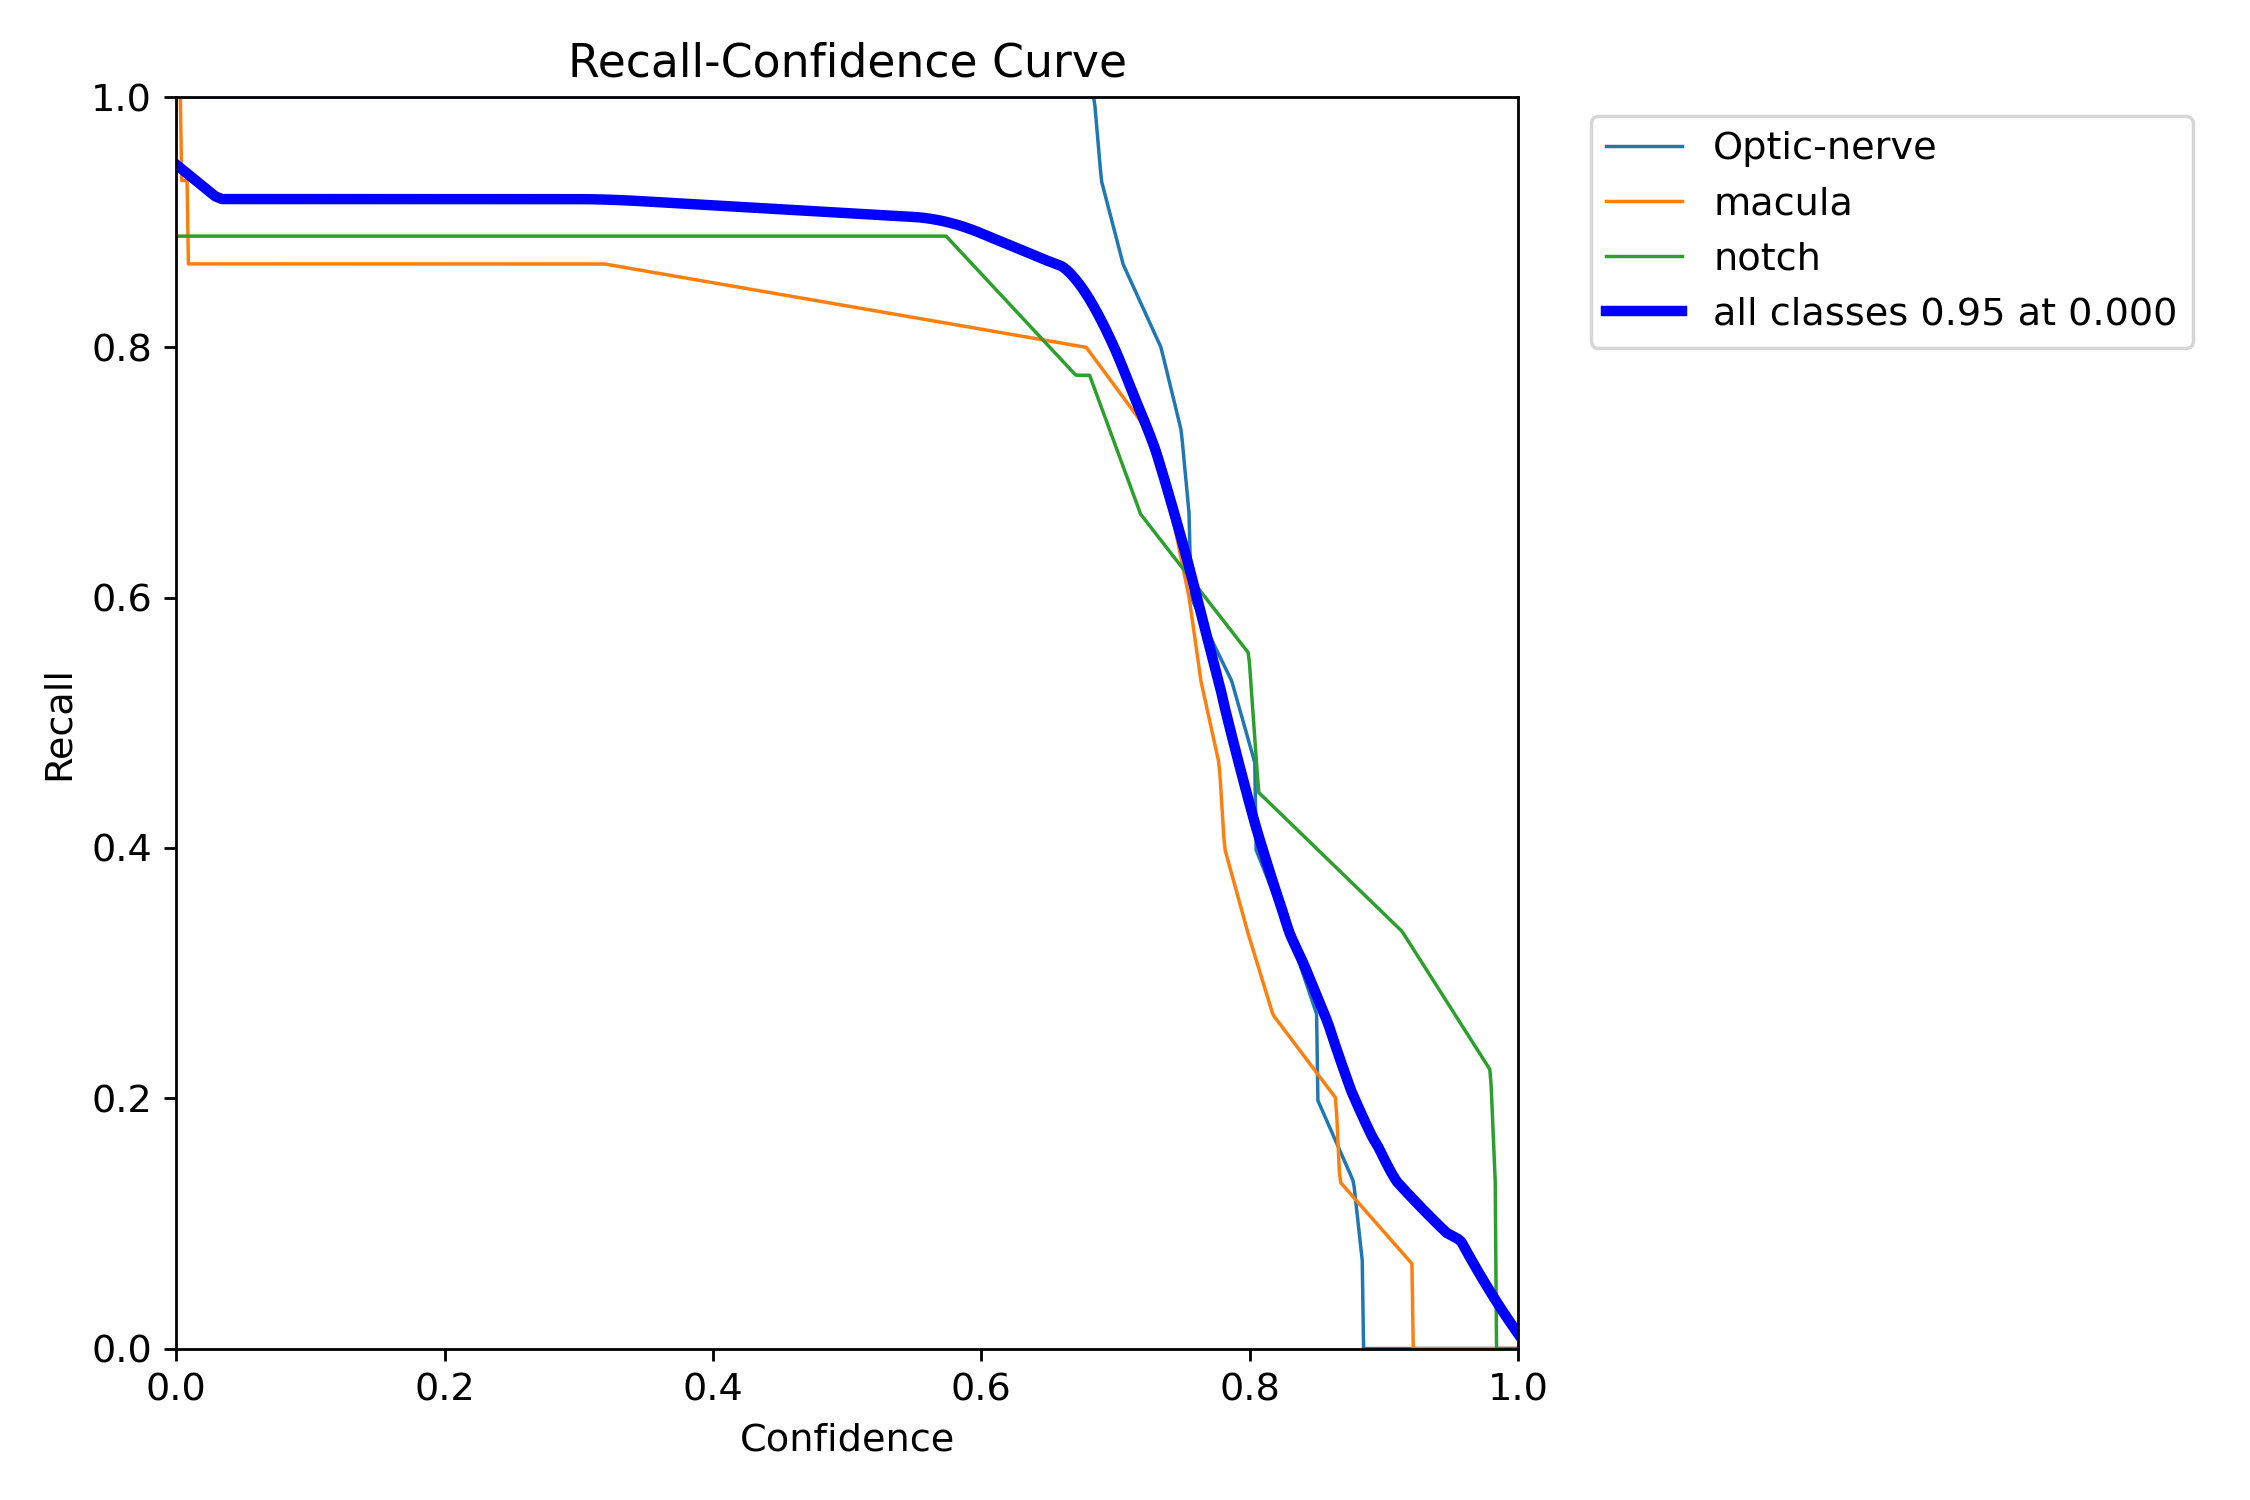 Recall-Confidence Curve
1.0
0.8
0.6
0.4
0.2
0.0
Recall
0.0 0.2 0.4 0.6 0.8 1.0
Confidence
Optic-nerve
macula
notch
all classes 0.95 at 0.000